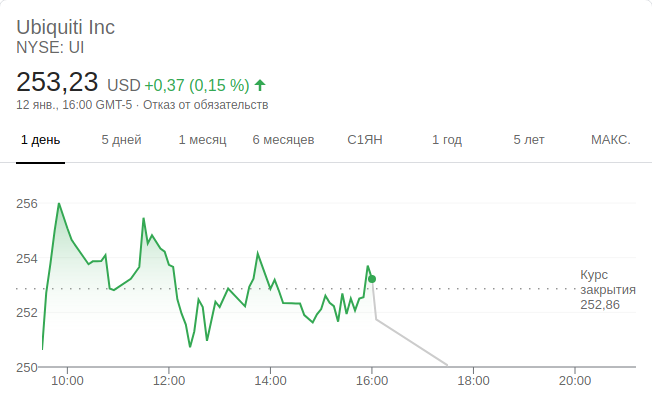 Ubiquiti Inc
NYSE: UI
253,23 USD +0,37 (0,15 %)
12 янв., 16:00 GMT-5 · Отказ от обязательств
1 день 5 дней 1 месяц 6 месяцев С1ЯН 1 год 5 лет МАКС.
256
254
Курс
закрытия
252,86
252
250
10:00 12:00 14:00 16:00 18:00 20:00